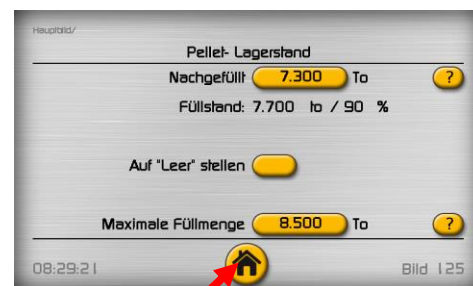 Hauptbild/
Pellet- Lagerstand
Nachgefüllt 7.300 To ?
Füllstand: 7.700 to / 90 %
Auf "Leer" stellen
Maximale Füllmenge 8.500 To ?
08:29:21 Bild 125